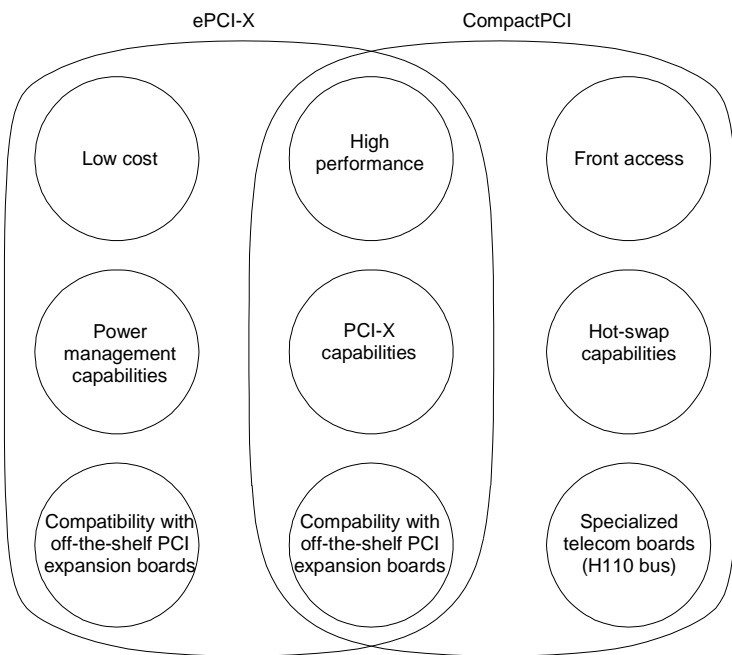 ePCI-X
CompactPCI
Low cost
High
performance
Front access
Power
management
capabilities
PCI-X
capabilities
Hot-swap
capabilities
Compatibility with
off-the-shelf PCI
expansion boards
Compability with
off-the-shelf PCI
expansion boards
Specialized
telecom boards
(H110 bus)